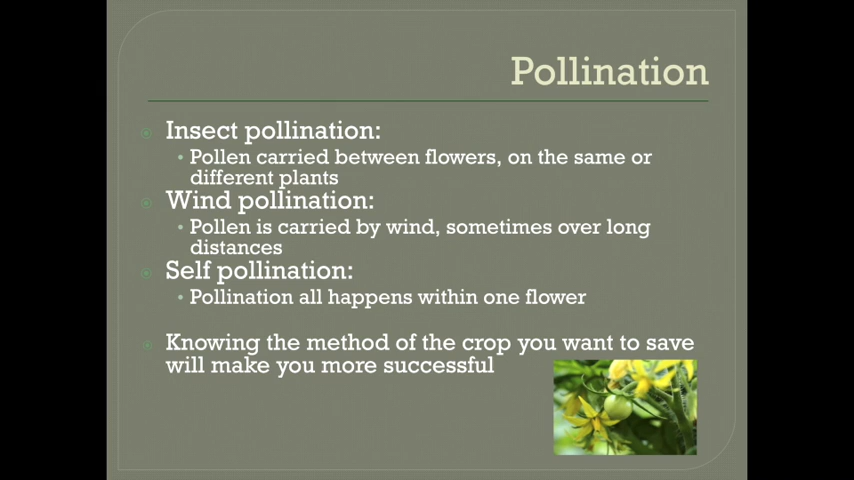 Pollination
Insect pollination:
Pollen carried between flowers, on the same or
different plants
Wind pollination:
Pollen is carried by wind, sometimes over long
distances
Self pollination:
Pollination all happens within one flower
Knowing the method of the crop you want to save
will make you more successful